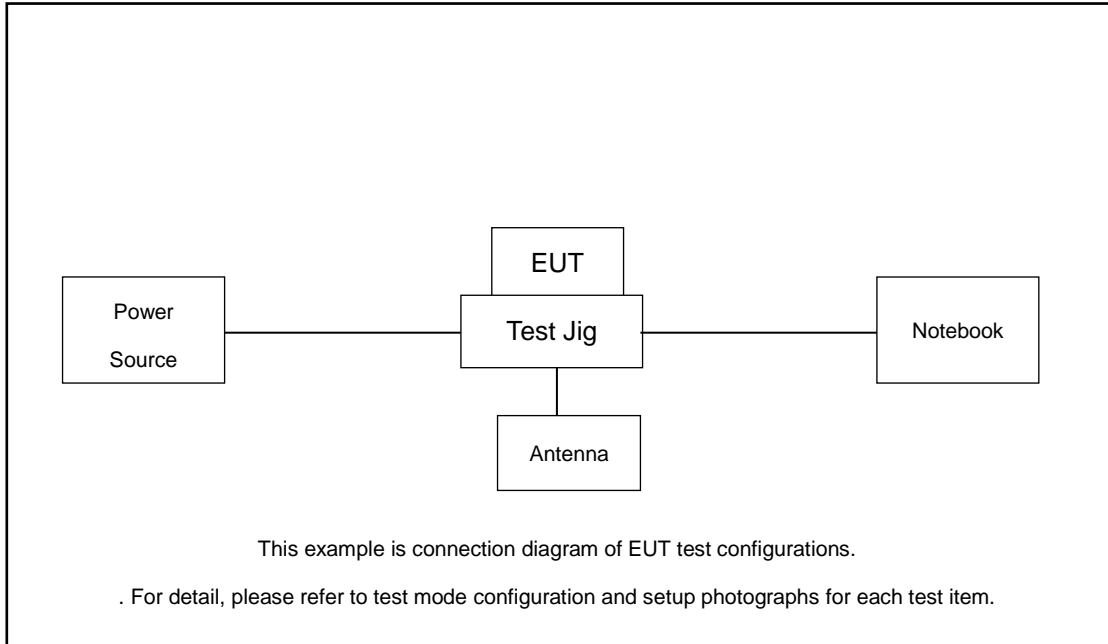 EUT
Power
Source
Test Jig
Notebook
Antenna
This example is connection diagram of EUT test configurations.
. For detail, please refer to test mode configuration and setup photographs for each test item.